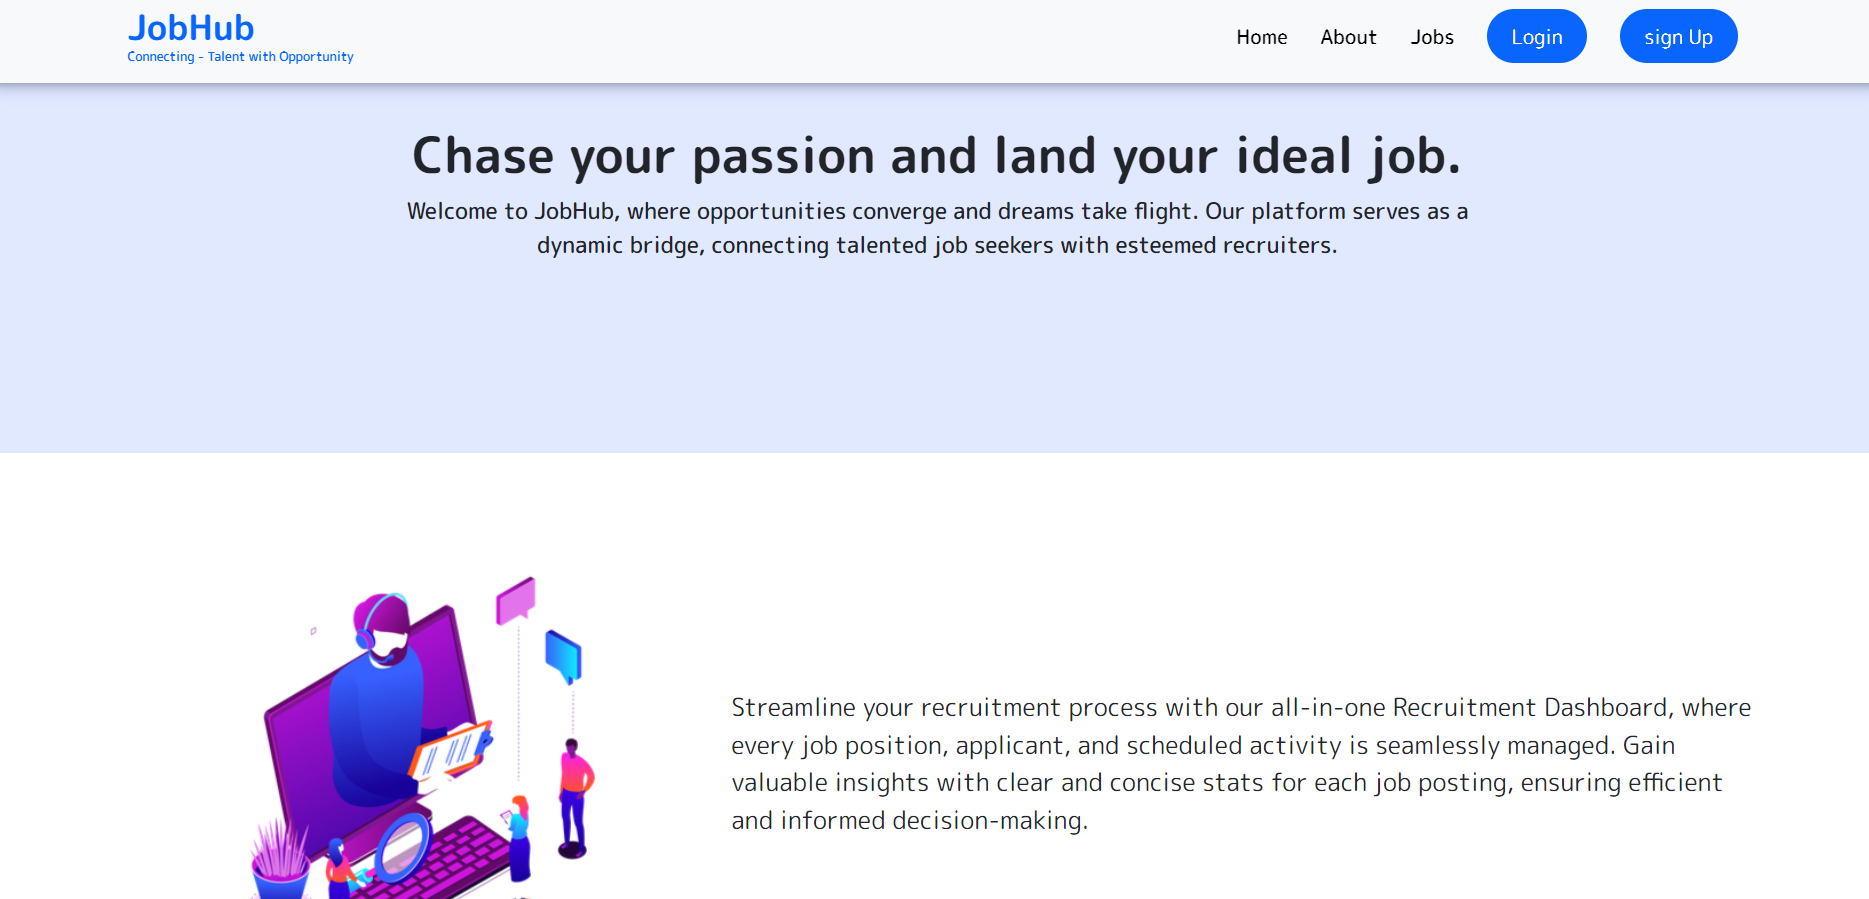 JobHub
Connecting - Talent with Opportunity
Home About Jobs Login sign Up
Chase your passion and land your ideal job.
Welcome to JobHub, where opportunities converge and dreams take flight. Our platform serves as a
dynamic bridge, connecting talented job seekers with esteemed recruiters.
Streamline your recruitment process with our all-in-one Recruitment Dashboard, where
every job position, applicant, and scheduled activity is seamlessly managed. Gain
valuable insights with clear and concise stats for each job posting, ensuring efficient
and informed decision-making.